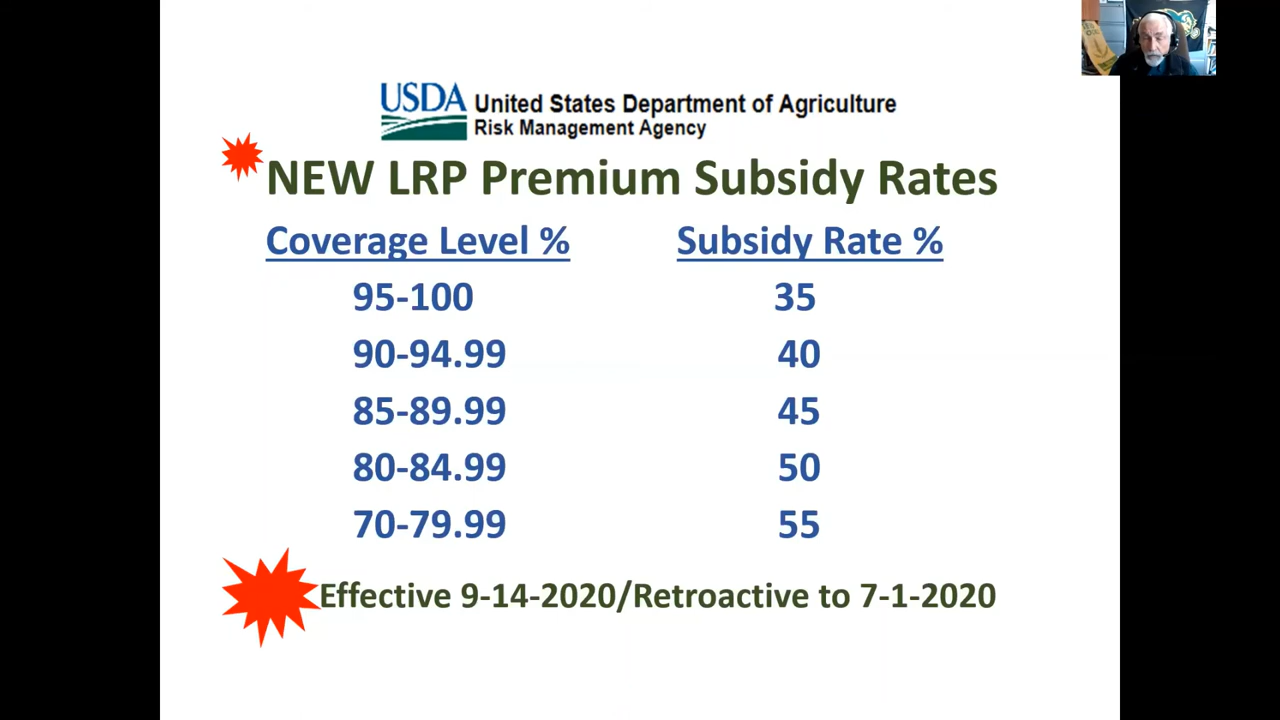 USDA United States Department of Agriculture
Risk Management Agency
NEW LRP Premium Subsidy Rates
Coverage Level % Subsidy Rate %
95-100 35
90-94.99 40
85-89.99 45
80-84.99 50
70-79.99 55
Effective 9-14-2020/Retroactive to 7-1-2020